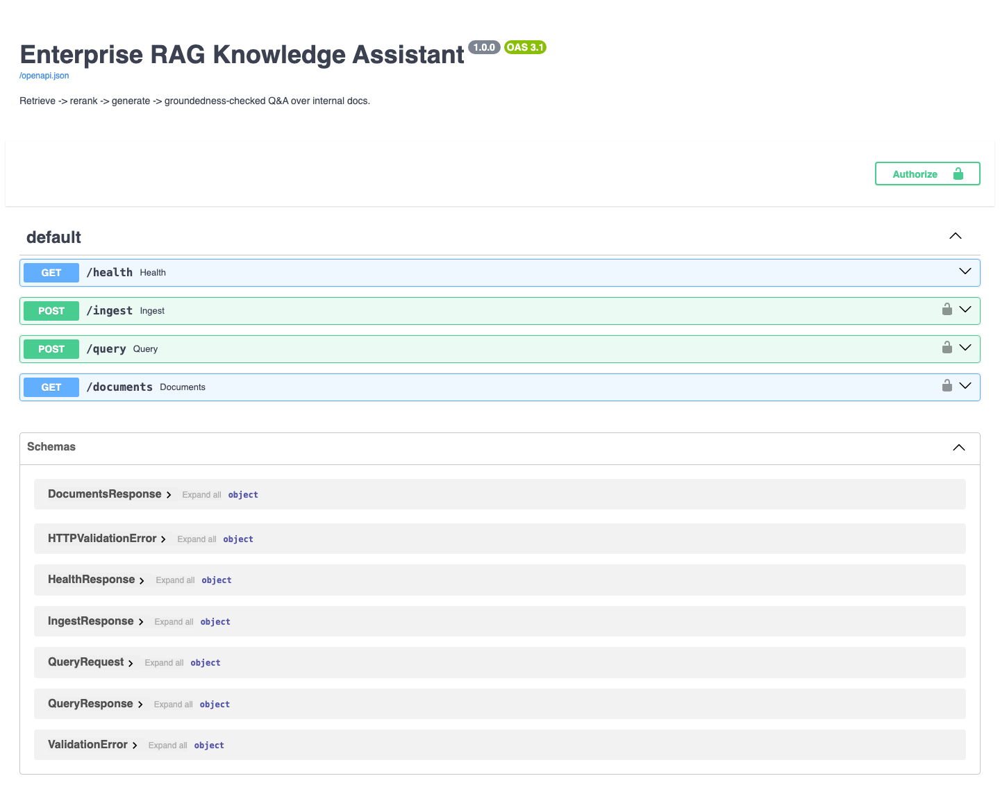 Enterprise RAG Knowledge Assistant 1.0.0 OAS 3.1
/openapi.json
Retrieve -> rerank -> generate -> groundedness-checked Q&A over internal docs.
Authorize
default
GET /health Health
POST /ingest Ingest
POST /query Query
GET /documents Documents
Schemas
DocumentsResponse Expand all object
HTTPValidationError Expand all object
HealthResponse Expand all object
IngestResponse Expand all object
QueryRequest Expand all object
QueryResponse Expand all object
ValidationError Expand all object